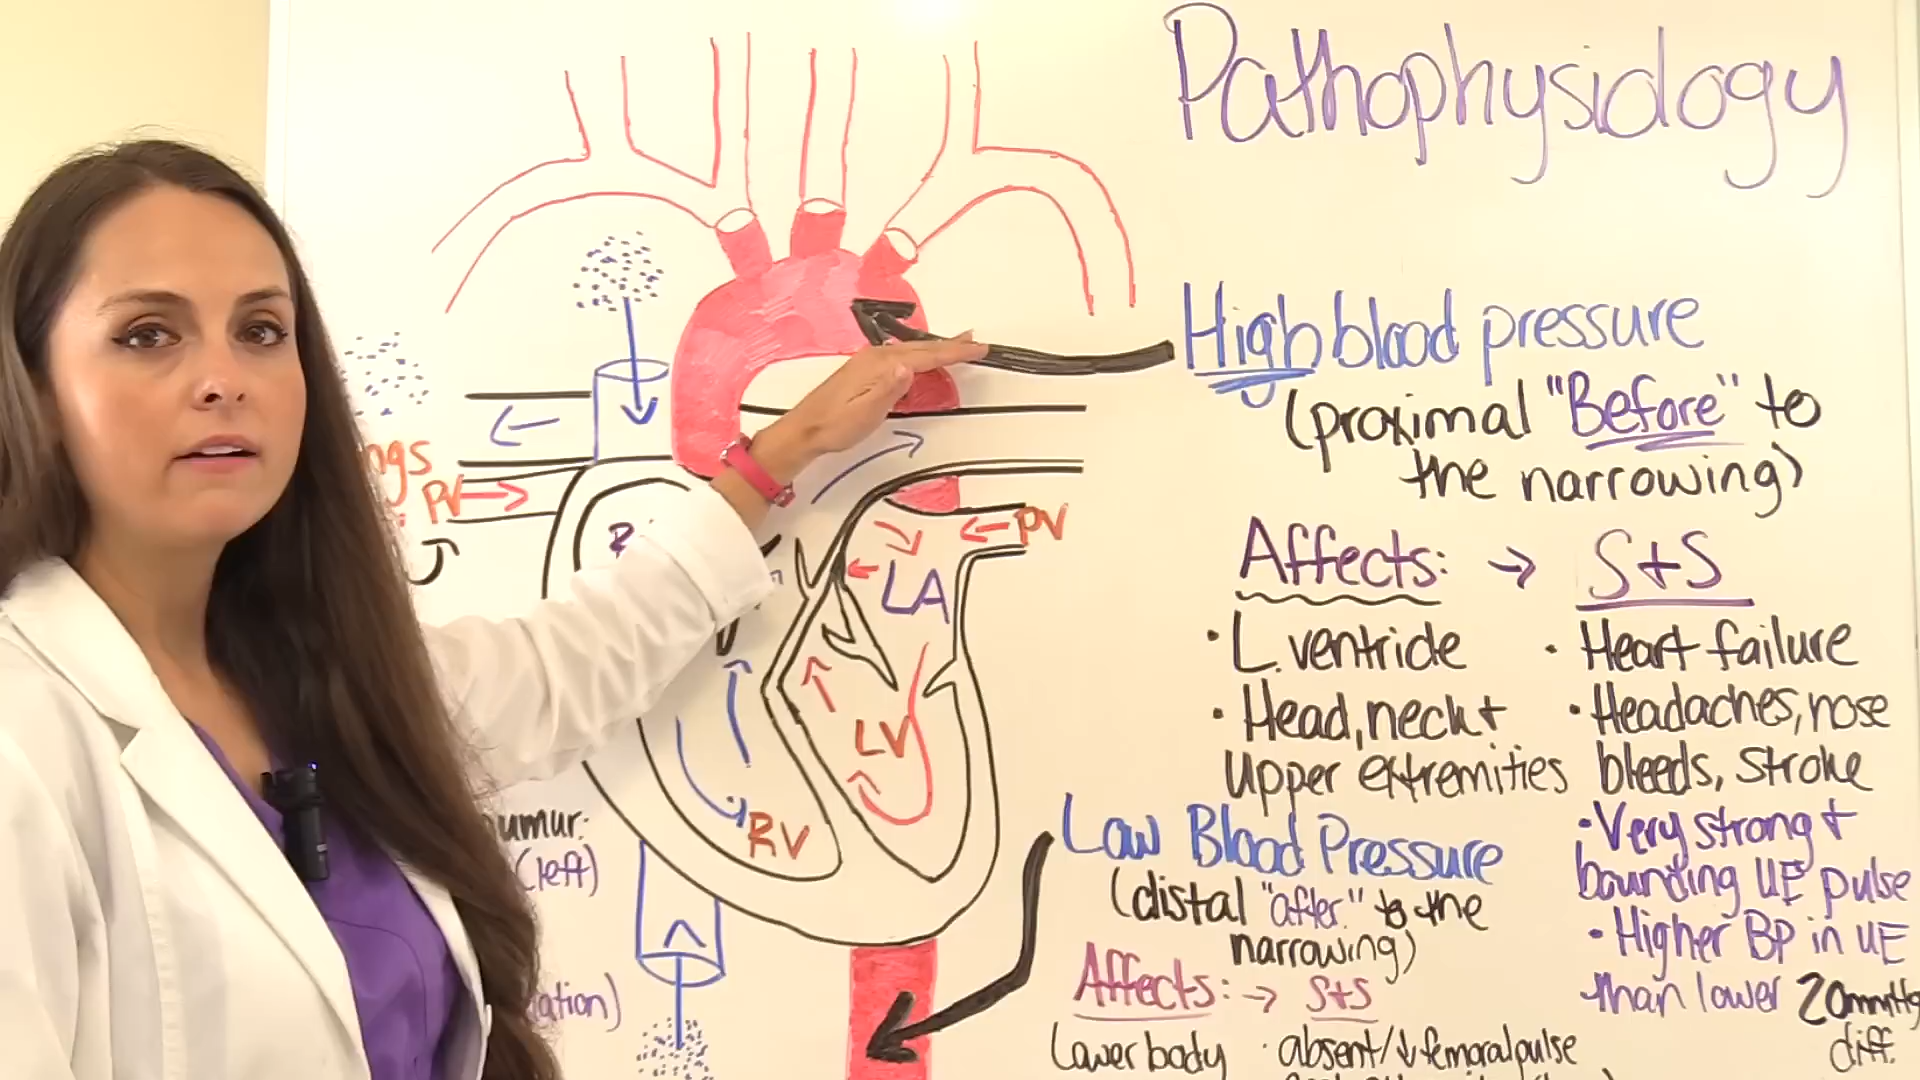 Pathophysiology
High blood pressure
(proximal "Before" to
the narrowing)
Affects: → S+S
• L. ventricle • Heart failure
• Head, neck + • Headaches, nose
upper extremities bleeds, stroke
• Very strong +
bounding UE pulse
• Higher BP in UE
than lower 20mmHg
diff.
Low Blood Pressure
(distal "after" to the
narrowing)
Affects: → S+S
Lower body • absent/↓ femoral pulse
PV
PV
LA
LV
RV
(left)